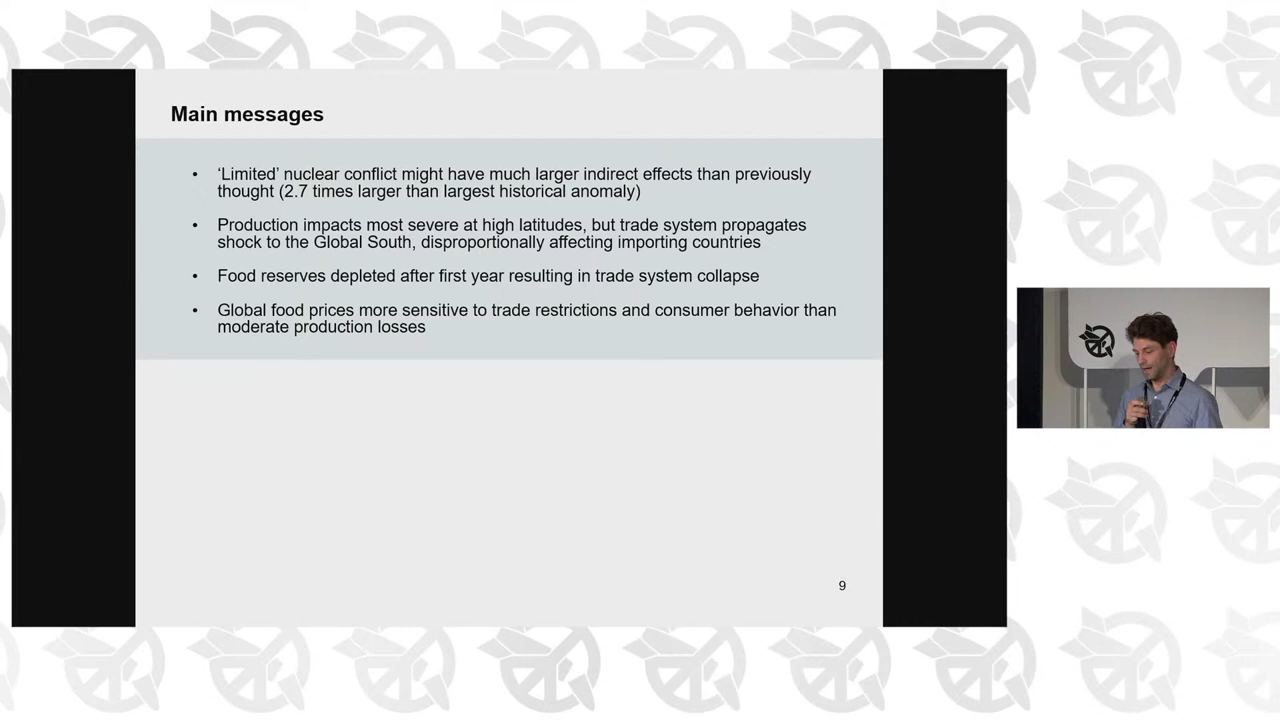 Main messages
• ‘Limited’ nuclear conflict might have much larger indirect effects than previously
thought (2.7 times larger than largest historical anomaly)
• Production impacts most severe at high latitudes, but trade system propagates
shock to the Global South, disproportionally affecting importing countries
• Food reserves depleted after first year resulting in trade system collapse
• Global food prices more sensitive to trade restrictions and consumer behavior than
moderate production losses
9